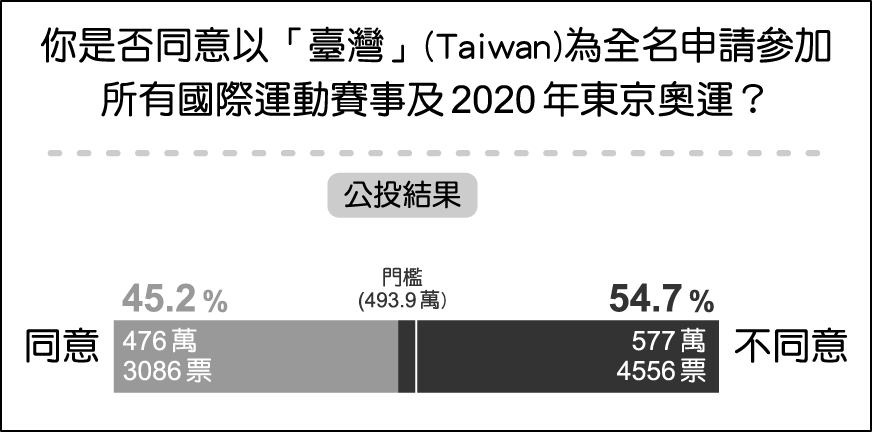 你是否同意以「臺灣」(Taiwan)為全名申請參加
所有國際運動賽事及2020年東京奧運？
公投結果
45.2%
門檻
(493.9萬)
54.7%
同意
476萬
3086票
577萬
4556票
不同意